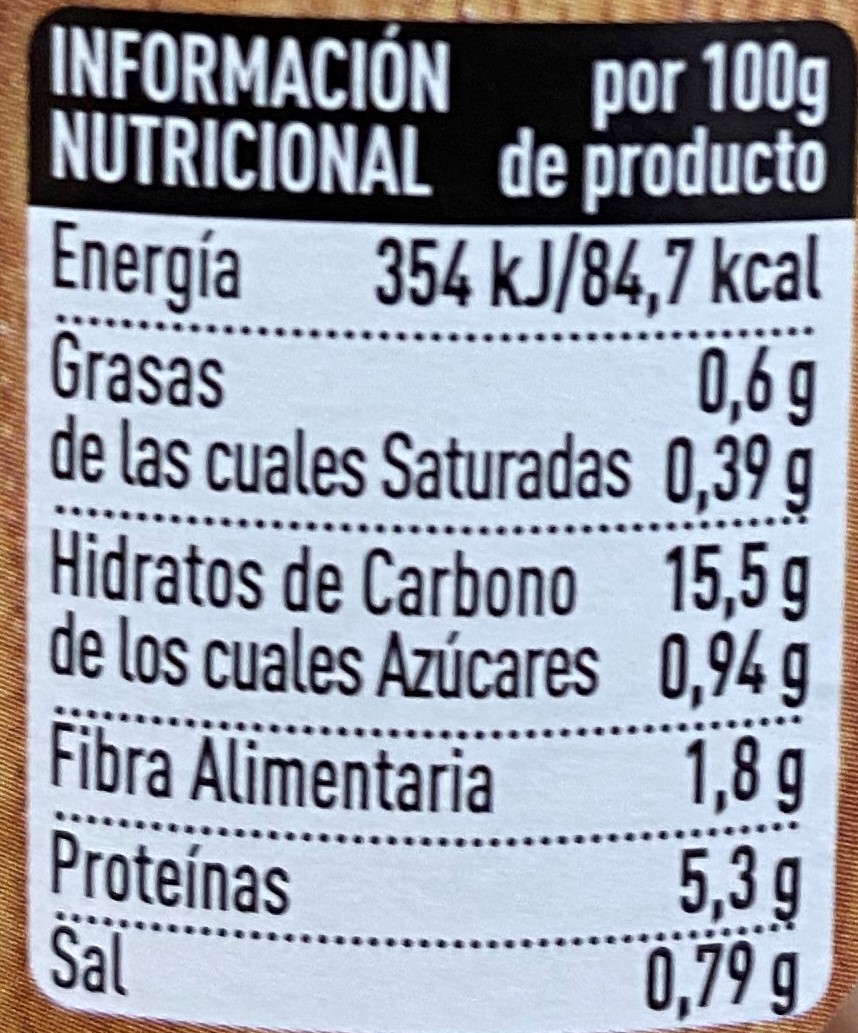 INFORMACIÓN por 100g
NUTRICIONAL de producto
Energía 354 kJ/84,7 kcal
Grasas 0,6 g
de las cuales Saturadas 0,39 g
Hidratos de Carbono 15,5 g
de los cuales Azúcares 0,94 g
Fibra Alimentaria 1,8 g
Proteínas 5,3 g
Sal 0,79 g